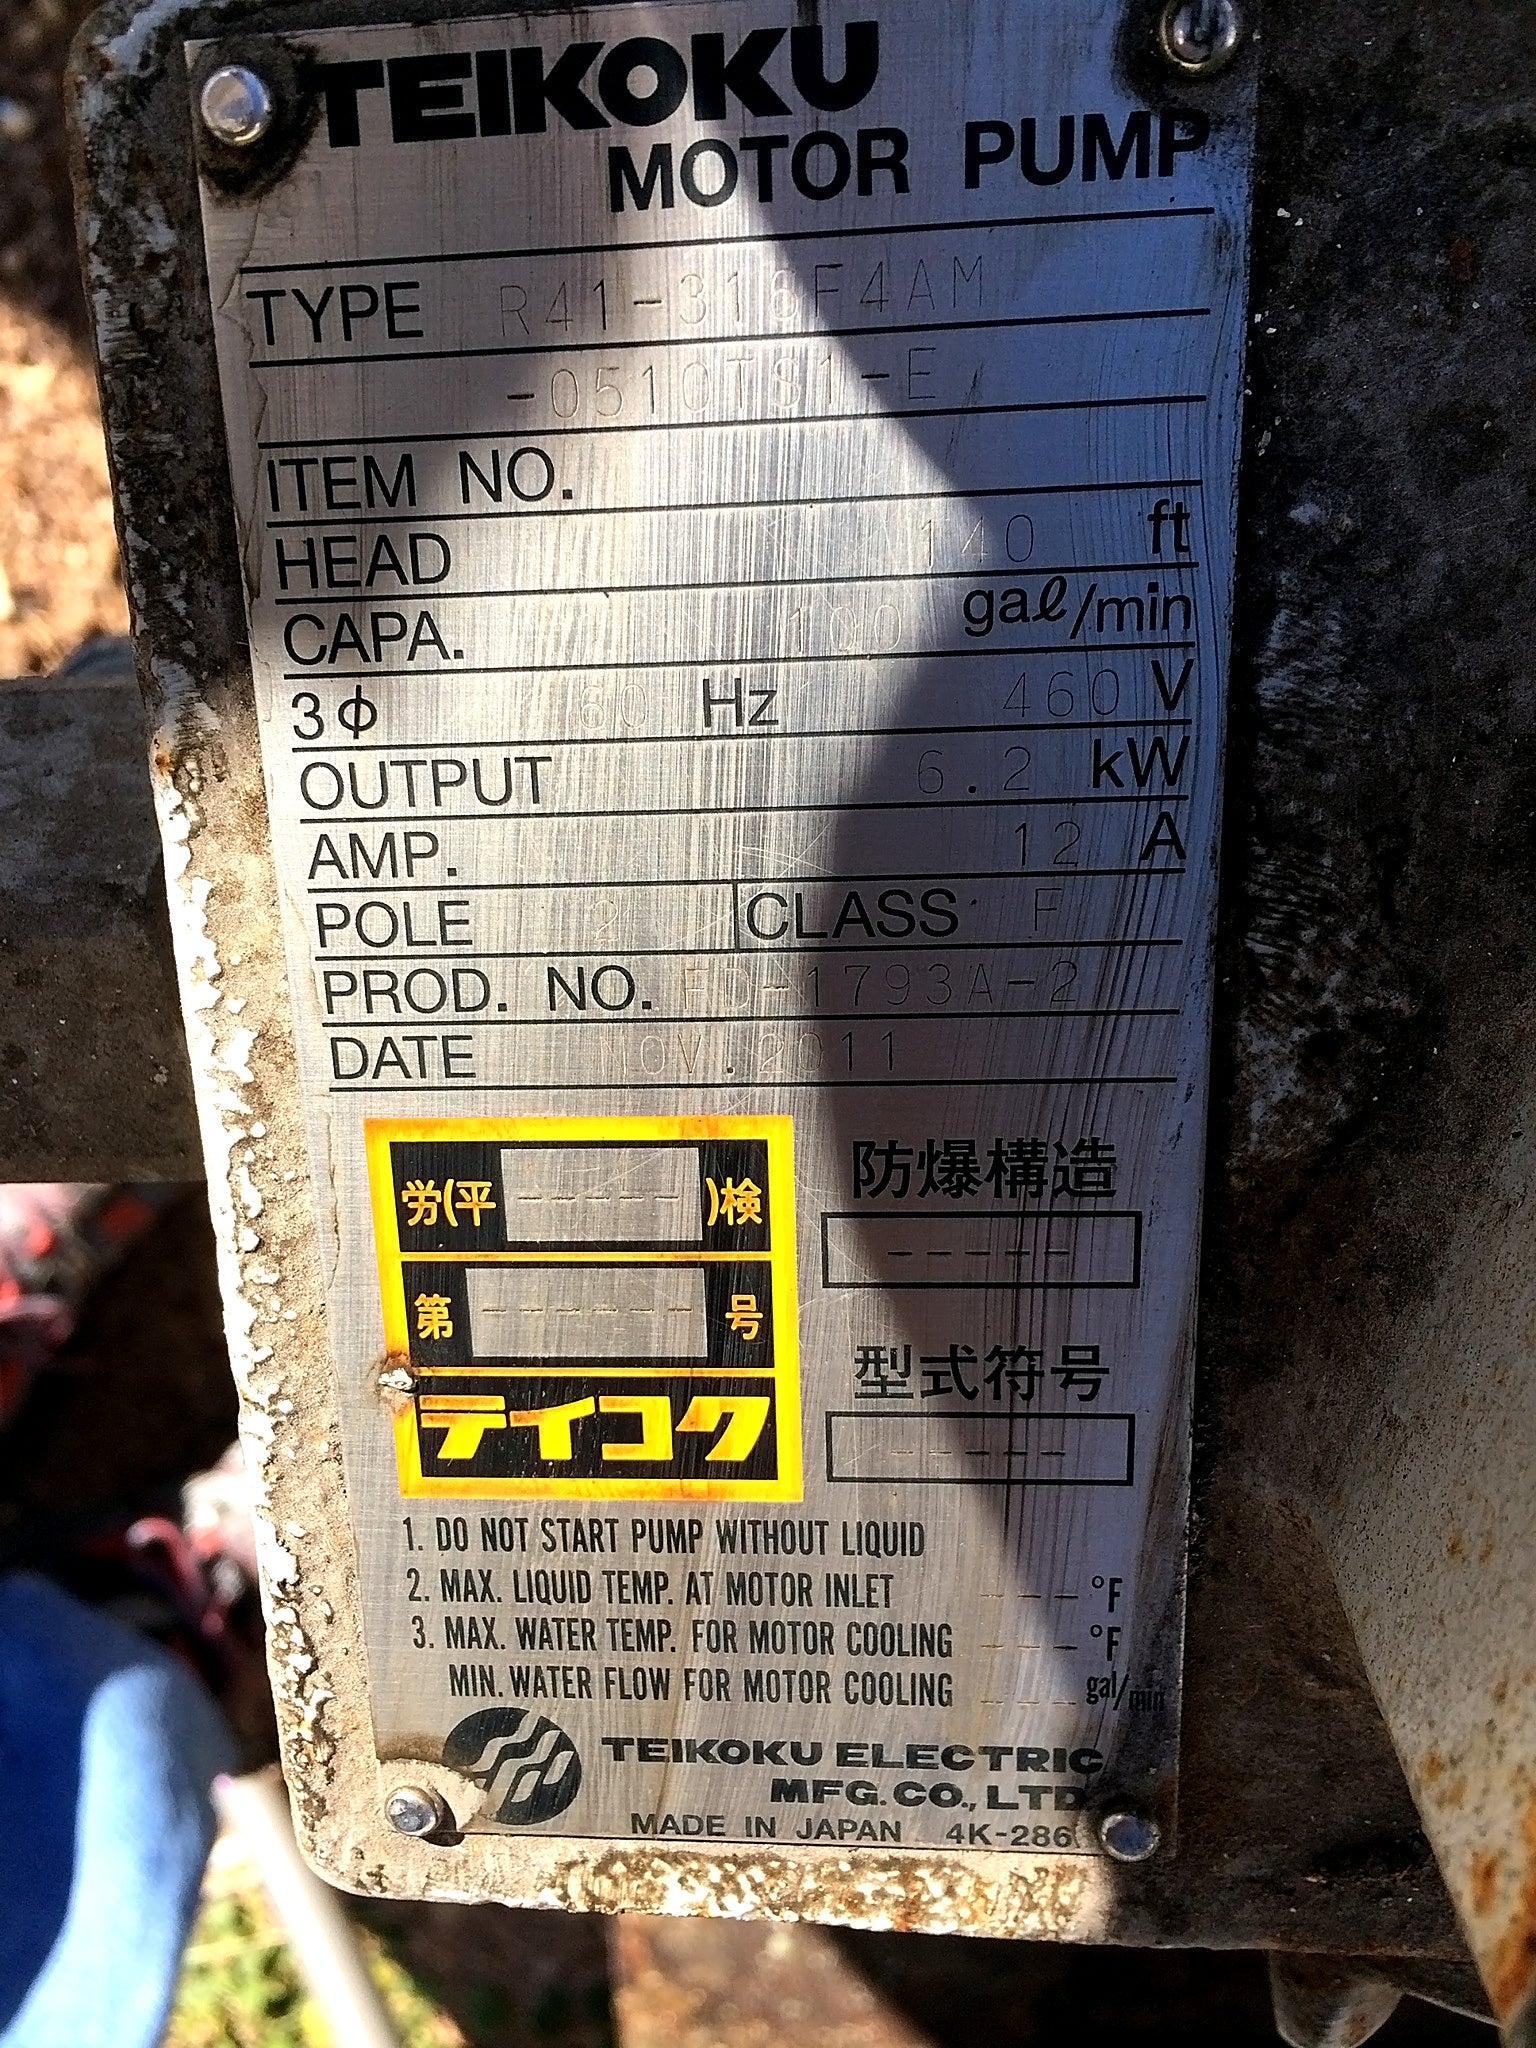 TEIKOKU
MOTOR PUMP
TYPE R41-316F4AM
-0510TS1-E
ITEM NO.
HEAD 140 ft
CAPA. 100 gal/min
3φ 60 Hz 460 V
OUTPUT 6.2 kW
AMP. 12 A
POLE 2 CLASS F
PROD. NO. FD-1793A-2
DATE NOV.2011
労(平 ----- )検
第 ------ 号
テイコク
防爆構造
-----
型式符号
-----
1. DO NOT START PUMP WITHOUT LIQUID
2. MAX. LIQUID TEMP. AT MOTOR INLET --- °F
3. MAX. WATER TEMP. FOR MOTOR COOLING --- °F
MIN. WATER FLOW FOR MOTOR COOLING --- gal/min
TEIKOKU ELECTRIC
MFG.CO.,LTD.
MADE IN JAPAN 4K-286